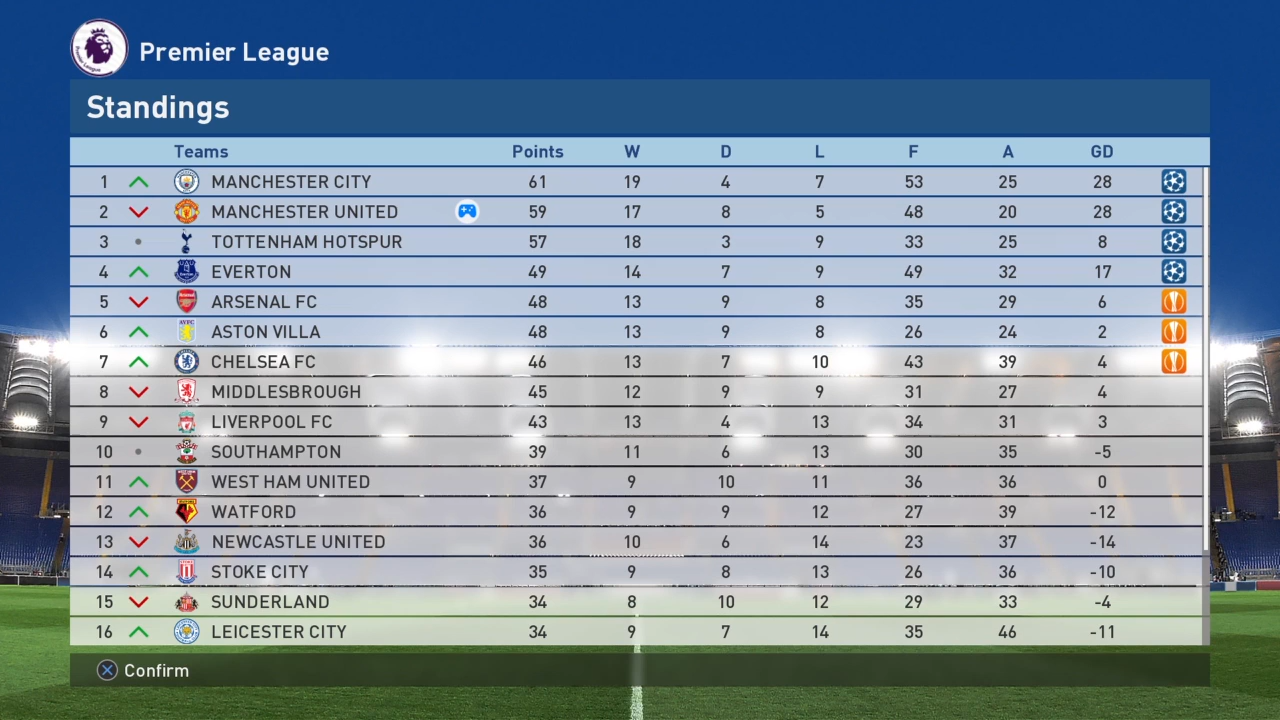 Premier League
Standings
Teams Points W D L F A GD
1 MANCHESTER CITY 61 19 4 7 53 25 28
2 MANCHESTER UNITED 59 17 8 5 48 20 28
3 TOTTENHAM HOTSPUR 57 18 3 9 33 25 8
4 EVERTON 49 14 7 9 49 32 17
5 ARSENAL FC 48 13 9 8 35 29 6
6 ASTON VILLA 48 13 9 8 26 24 2
7 CHELSEA FC 46 13 7 10 43 39 4
8 MIDDLESBROUGH 45 12 9 9 31 27 4
9 LIVERPOOL FC 43 13 4 13 34 31 3
10 SOUTHAMPTON 39 11 6 13 30 35 -5
11 WEST HAM UNITED 37 9 10 11 36 36 0
12 WATFORD 36 9 9 12 27 39 -12
13 NEWCASTLE UNITED 36 10 6 14 23 37 -14
14 STOKE CITY 35 9 8 13 26 36 -10
15 SUNDERLAND 34 8 10 12 29 33 -4
16 LEICESTER CITY 34 9 7 14 35 46 -11
Confirm